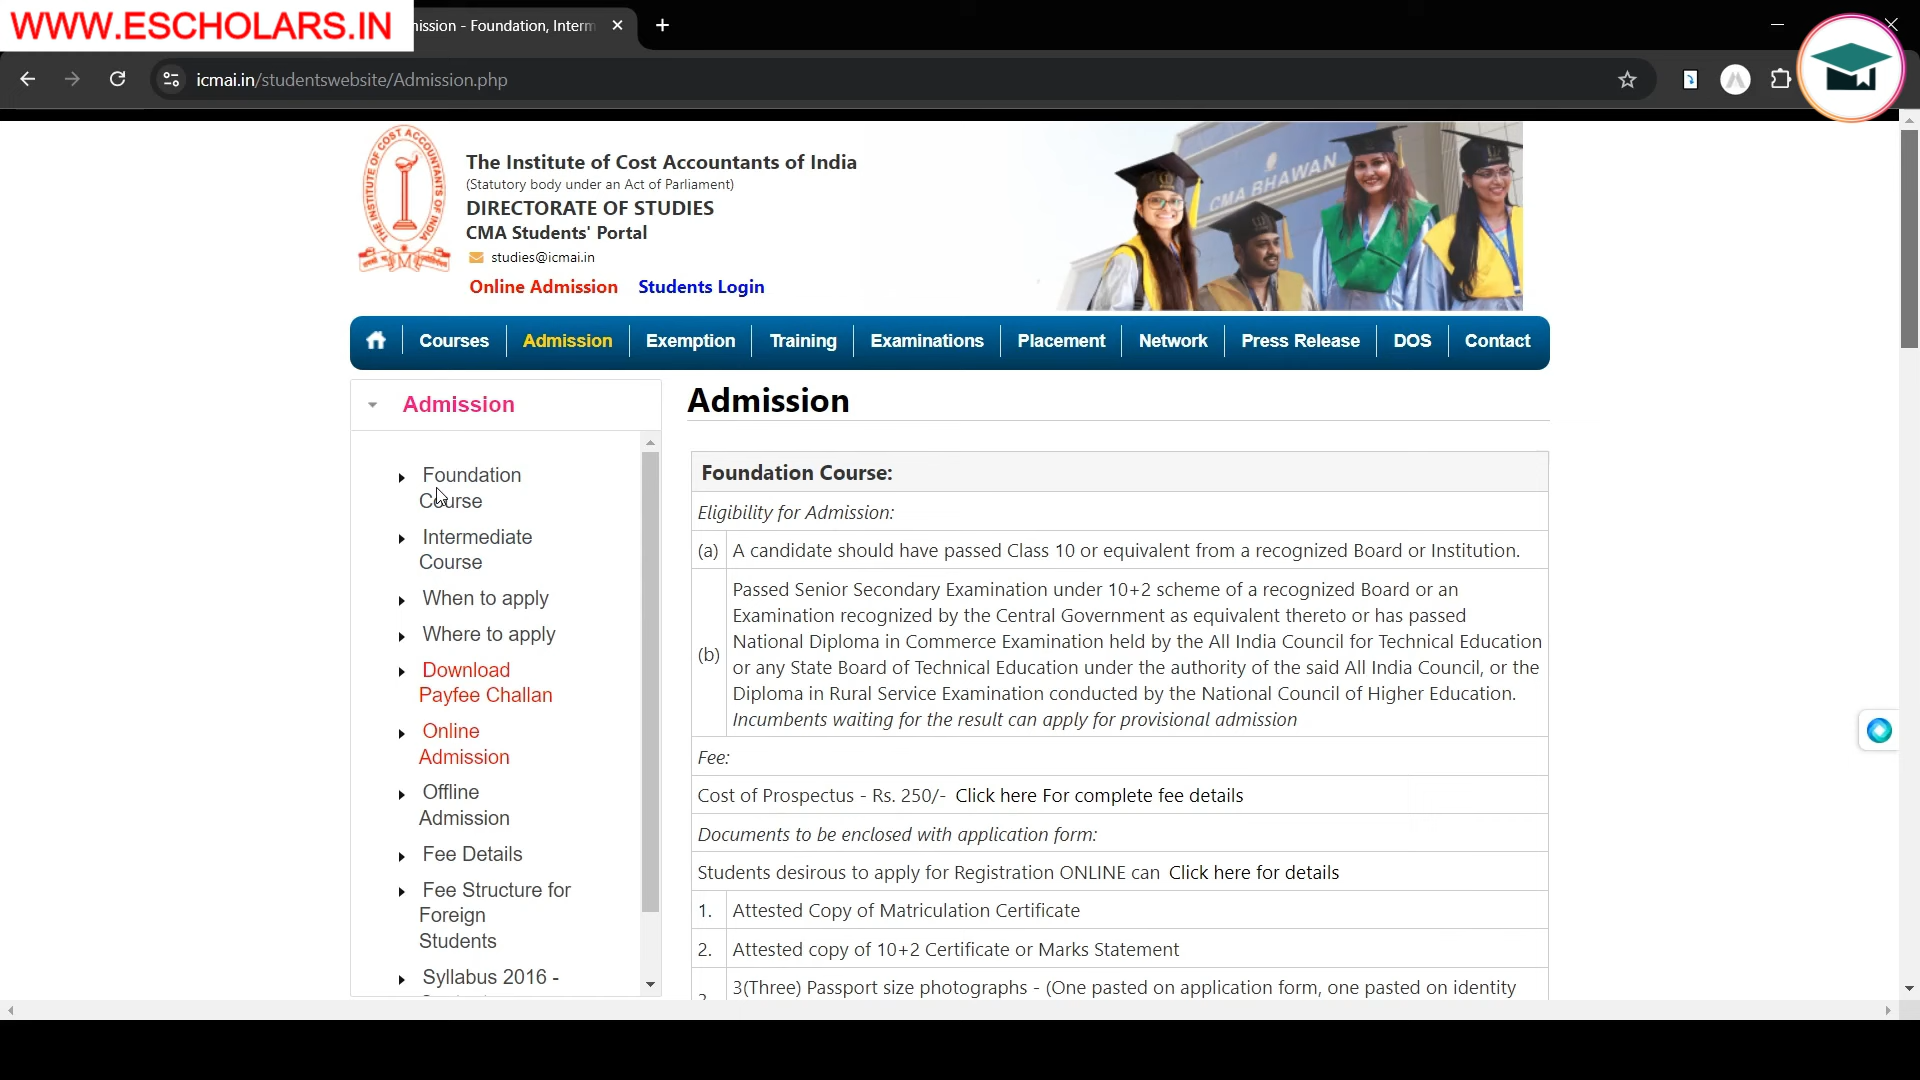 WWW.ESCHOLARS.IN
mission - Foundation, Interm
icmai.in/studentswebsite/Admission.php
THE INSTITUTE OF COST ACCOUNTANTS OF INDIA
The Institute of Cost Accountants of India
(Statutory body under an Act of Parliament)
DIRECTORATE OF STUDIES
CMA Students' Portal
studies@icmai.in
Online Admission Students Login
CMA BHAWAN
Courses Admission Exemption Training Examinations Placement Network Press Release DOS Contact
Admission
Foundation
Course
Intermediate
Course
When to apply
Where to apply
Download
Payfee Challan
Online
Admission
Offline
Admission
Fee Details
Fee Structure for
Foreign
Students
Syllabus 2016 -
Admission
Foundation Course:
Eligibility for Admission:
(a) A candidate should have passed Class 10 or equivalent from a recognized Board or Institution.
(b) Passed Senior Secondary Examination under 10+2 scheme of a recognized Board or an
Examination recognized by the Central Government as equivalent thereto or has passed
National Diploma in Commerce Examination held by the All India Council for Technical Education
or any State Board of Technical Education under the authority of the said All India Council, or the
Diploma in Rural Service Examination conducted by the National Council of Higher Education.
Incumbents waiting for the result can apply for provisional admission
Fee:
Cost of Prospectus - Rs. 250/- Click here For complete fee details
Documents to be enclosed with application form:
Students desirous to apply for Registration ONLINE can Click here for details
1. Attested Copy of Matriculation Certificate
2. Attested copy of 10+2 Certificate or Marks Statement
3(Three) Passport size photographs - (One pasted on application form, one pasted on identity